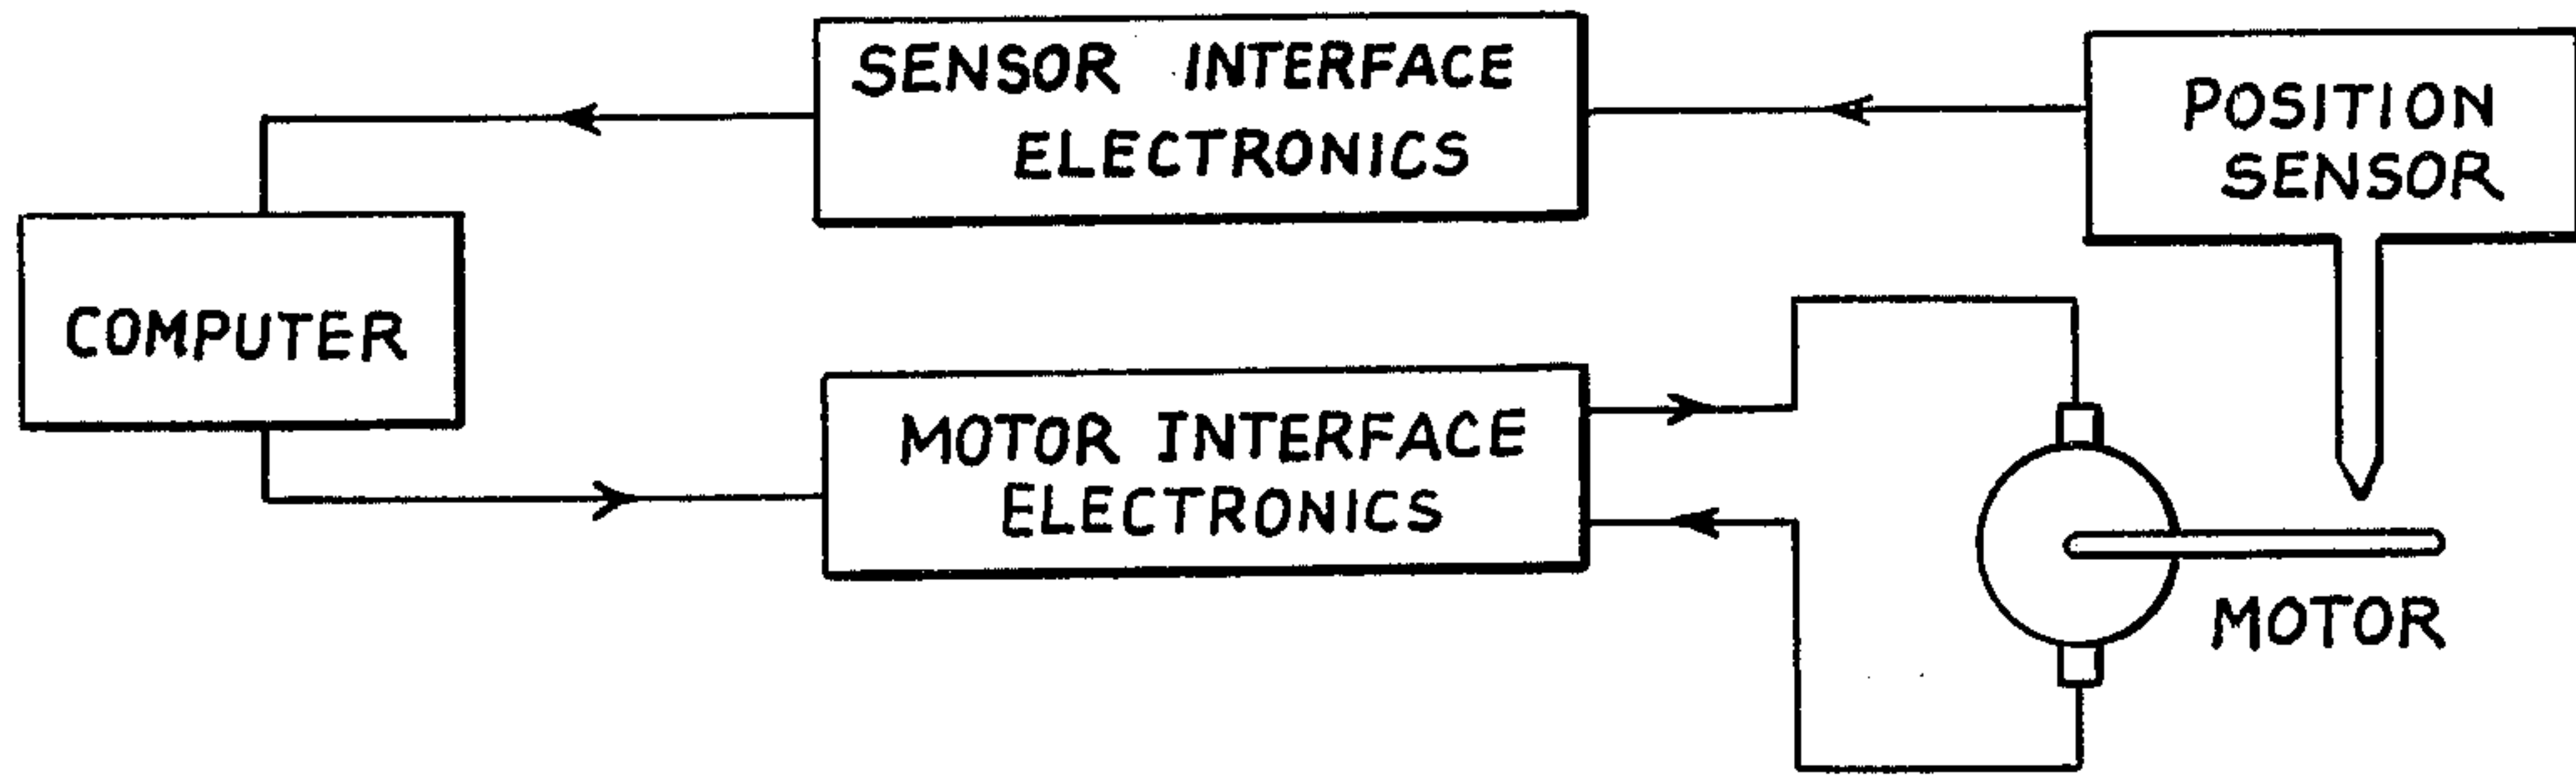 SENSOR INTERFACE
ELECTRONICS
POSITION
SENSOR
COMPUTER
MOTOR INTERFACE
ELECTRONICS
MOTOR